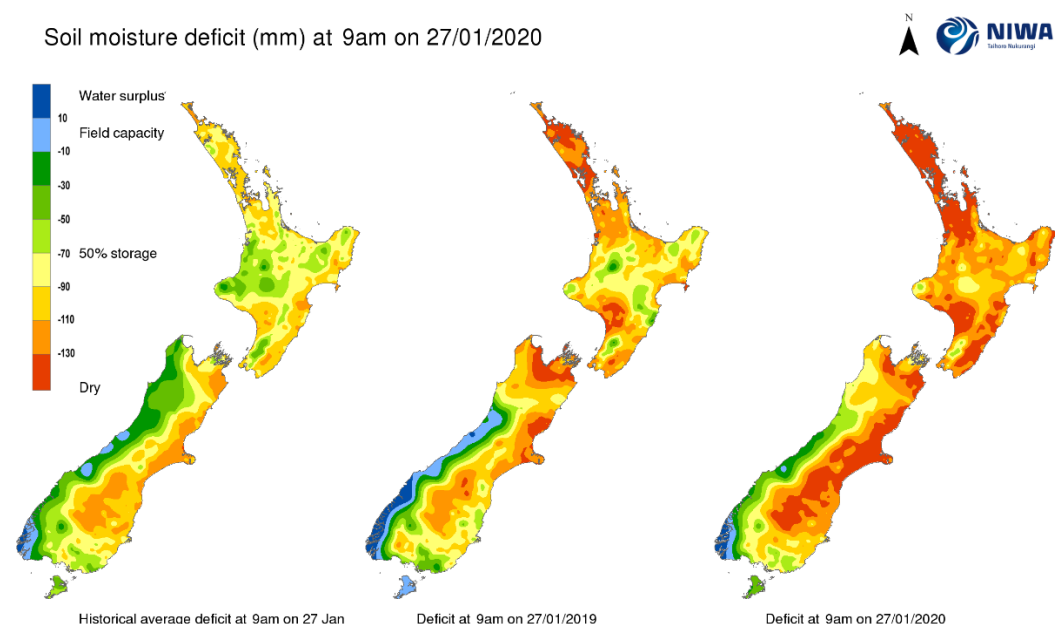 Soil moisture deficit (mm) at 9am on 27/01/2020
N
NIWA
Taihoro Nukurangi
Water surplus
10
Field capacity
-10
-30
-50
50% storage
-70
-90
-110
-130
Dry
Historical average deficit at 9am on 27 Jan
Deficit at 9am on 27/01/2019
Deficit at 9am on 27/01/2020